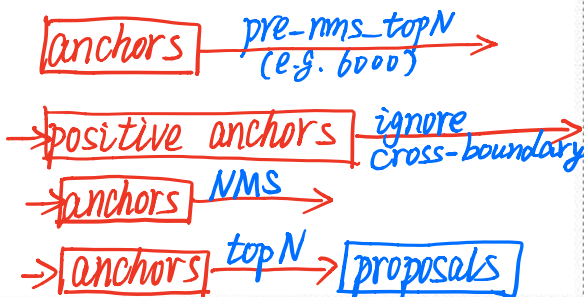 anchors pre_nms_topN
(e.g. 6000)
positive anchors ignore
cross-boundary
anchors NMS
anchors topN proposals